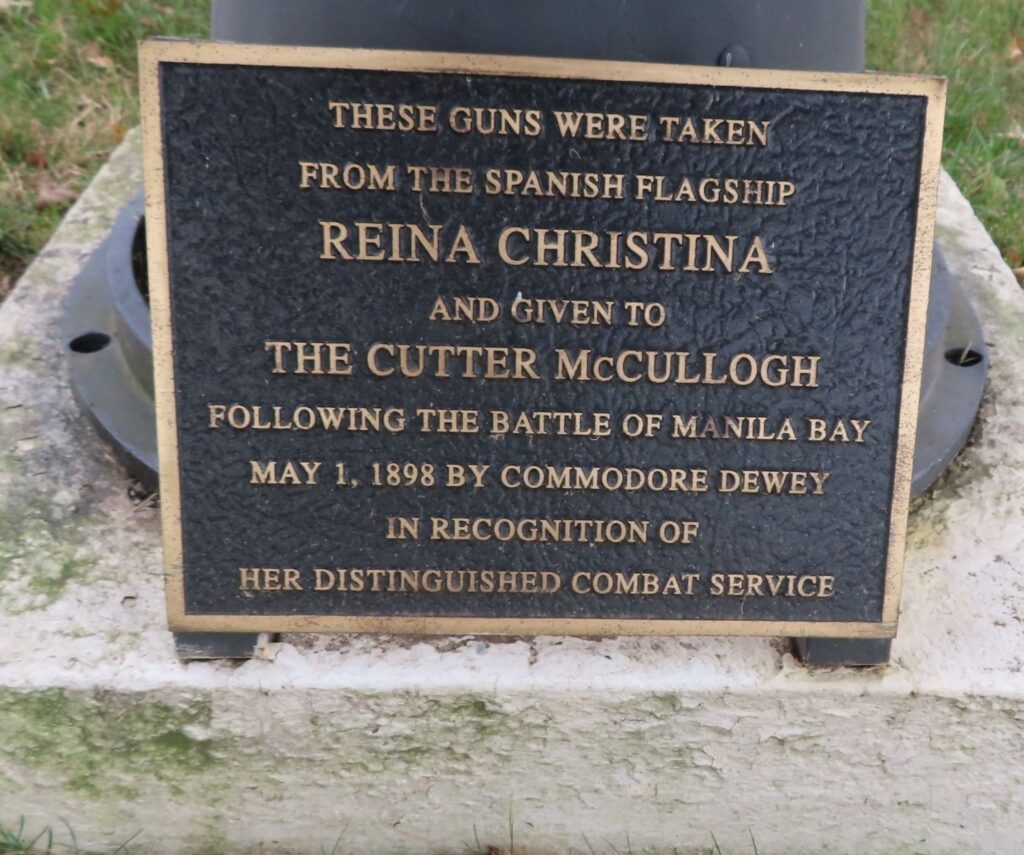 THESE GUNS WERE TAKEN
FROM THE SPANISH FLAGSHIP
REINA CHRISTINA
AND GIVEN TO
THE CUTTER McCULLOGH
FOLLOWING THE BATTLE OF MANILA BAY
MAY 1, 1898 BY COMMODORE DEWEY
IN RECOGNITION OF
HER DISTINGUISHED COMBAT SERVICE